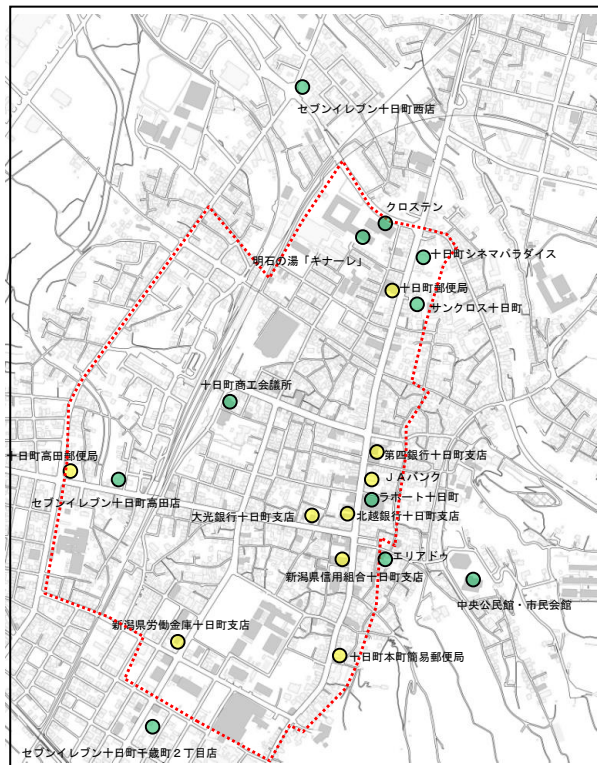 セブンイレブン十日町西店
クロステン
明石の湯「キナーレ」
十日町シネマパラダイス
十日町郵便局
サンクロス十日町
十日町商工会議所
十日町高田郵便局
第四銀行十日町支店
ＪＡバンク
セブンイレブン十日町高田店
ラポート十日町
大光銀行十日町支店
北越銀行十日町支店
エリアドゥ
新潟県信用組合十日町支店
中央公民館・市民会館
新潟県労働金庫十日町支店
十日町本町簡易郵便局
セブンイレブン十日町千歳町２丁目店